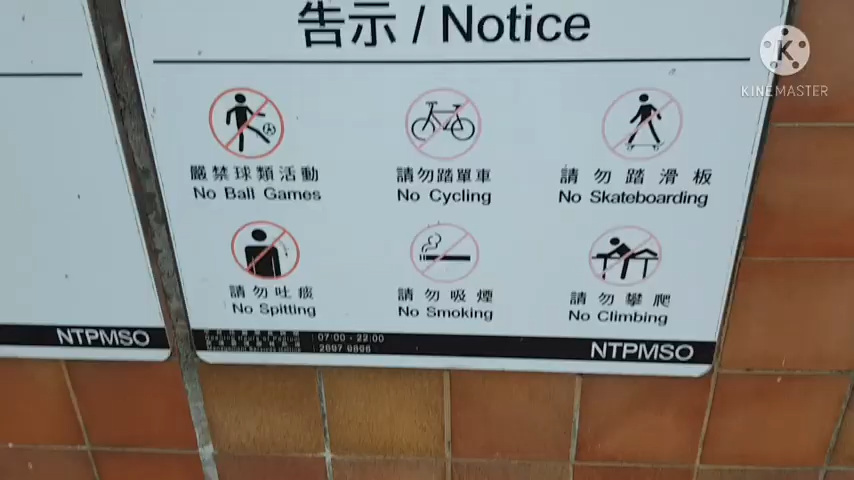 告示 / Notice
KINEMASTER
嚴禁球類活動
No Ball Games
請勿踏單車
No Cycling
請勿踏滑板
No Skateboarding
請勿吐痰
No Spitting
請勿吸煙
No Smoking
請勿攀爬
No Climbing
NTPMSO
07:00 - 22:00
NTPMSO